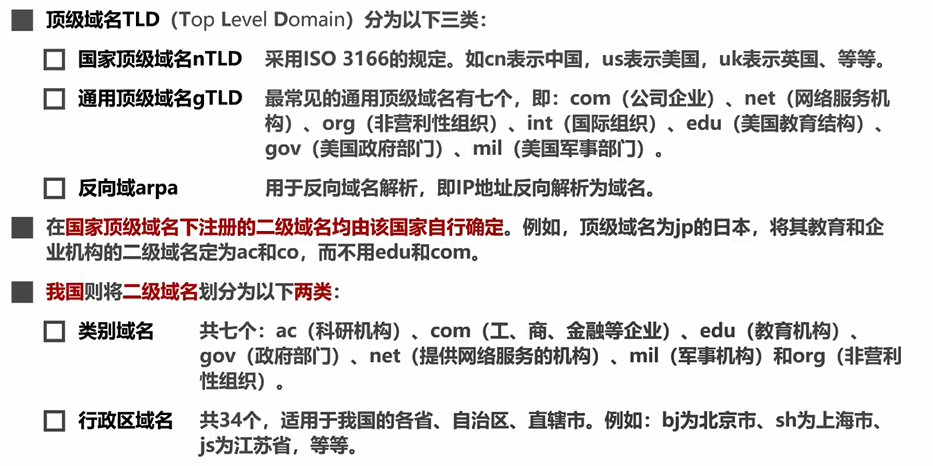 顶级域名TLD（Top Level Domain）分为以下三类：
国家顶级域名nTLD 采用ISO 3166的规定。如cn表示中国，us表示美国，uk表示英国、等等。
通用顶级域名gTLD 最常见的通用顶级域名有七个，即：com（公司企业）、net（网络服务机
构）、org（非营利性组织）、int（国际组织）、edu（美国教育结构）、
gov（美国政府部门）、mil（美国军事部门）。
反向域arpa 用于反向域名解析，即IP地址反向解析为域名。
在国家顶级域名下注册的二级域名均由该国家自行确定。例如，顶级域名为jp的日本，将其教育和企
业机构的二级域名定为ac和co，而不用edu和com。
我国则将二级域名划分为以下两类：
类别域名 共七个：ac（科研机构）、com（工、商、金融等企业）、edu（教育机构）、
gov（政府部门）、net（提供网络服务的机构）、mil（军事机构）和org（非营利
性组织）。
行政区域名 共34个，适用于我国的各省、自治区、直辖市。例如：bj为北京市、sh为上海市、
js为江苏省，等等。